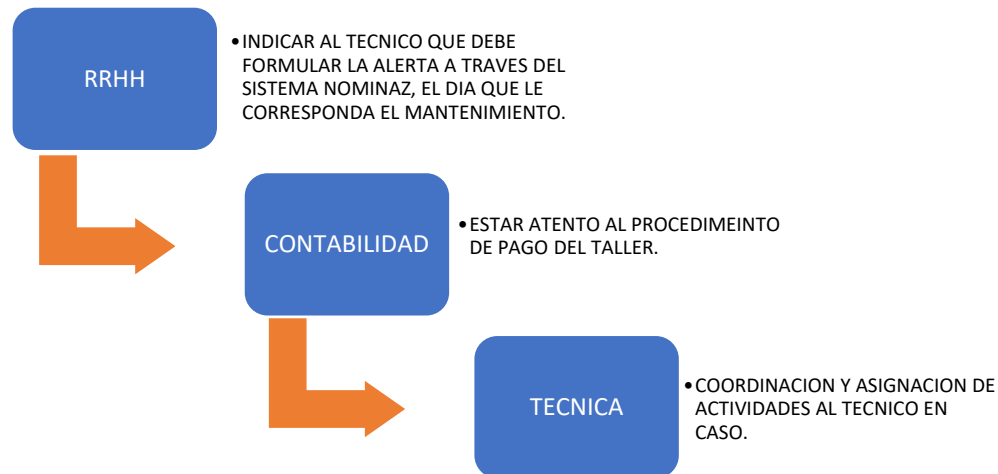 RRHH
•INDICAR AL TECNICO QUE DEBE
FORMULAR LA ALERTA A TRAVES DEL
SISTEMA NOMINAZ, EL DIA QUE LE
CORRESPONDA EL MANTENIMIENTO.
CONTABILIDAD
•ESTAR ATENTO AL PROCEDIMEINTO
DE PAGO DEL TALLER.
TECNICA
•COORDINACION Y ASIGNACION DE
ACTIVIDADES AL TECNICO EN
CASO.